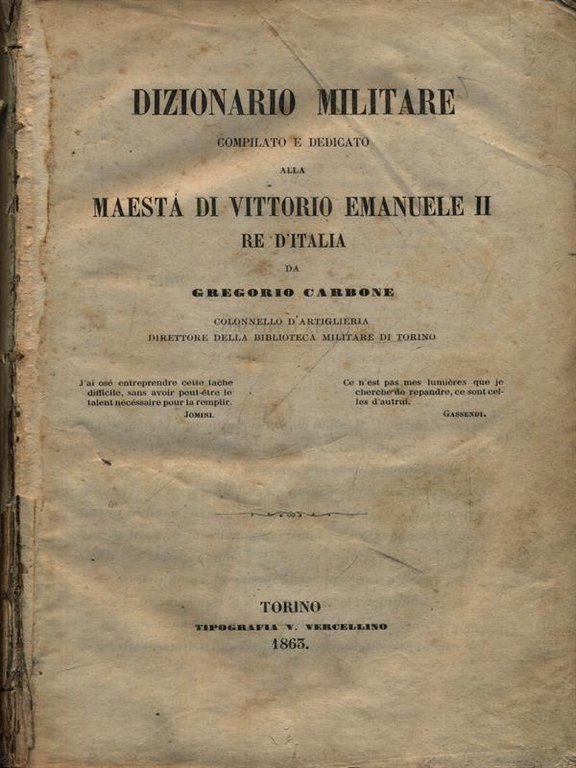 DIZIONARIO MILITARE
COMPILATO E DEDICATO
ALLA
MAESTÀ DI VITTORIO EMANUELE II
RE D'ITALIA
DA
GREGORIO CARBONE
COLONNELLO D'ARTIGLIERIA
DIRETTORE DELLA BIBLIOTECA MILITARE DI TORINO
J'ai osé entreprendre cette tache
difficile, sans avoir peut-être le
talent nécéssaire pour la remplir.
JOMINI.
Ce n'est pas mes lumières que je
cherche de repandre, ce sont cel-
les d'autrui.
GASSENDI.
TORINO
TIPOGRAFIA V. VERCELLINO
1863.